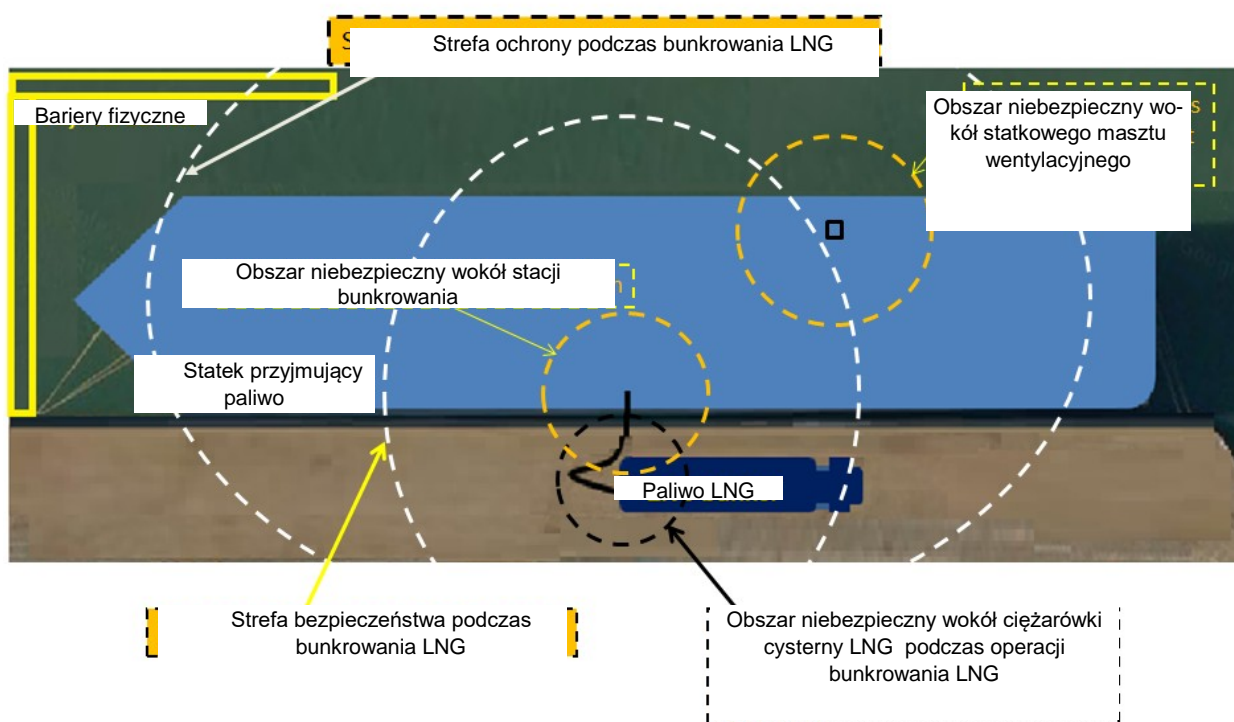 Strefa ochrony podczas bunkrowania LNG
Bariery fizyczne
Obszar niebezpieczny wo-
kół statkowego masztu
wentylacyjnego
Obszar niebezpieczny wokół stacji
bunkrowania
Statek przyjmujący
paliwo
Paliwo LNG
Strefa bezpieczeństwa podczas
bunkrowania LNG
Obszar niebezpieczny wokół ciężarówki
cysterny LNG podczas operacji
bunkrowania LNG